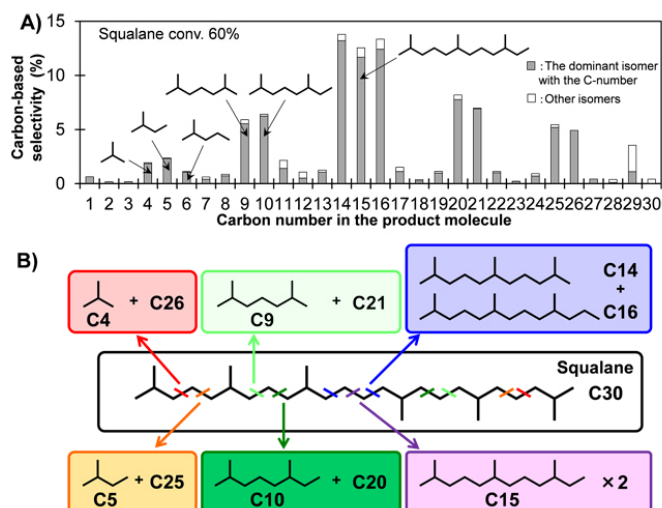 A)
Squalane conv. 60%
Carbon-based
selectivity (%)
15
10
5
0
: The dominant isomer
with the C-number
: Other isomers
1 2 3 4 5 6 7 8 9 10 11 12 13 14 15 16 17 18 19 20 21 22 23 24 25 26 27 28 29 30
Carbon number in the product molecule
B)
C4 + C26
C9 + C21
C14
+
C16
Squalane
C30
C5 + C25
C10 + C20
C15 ×2